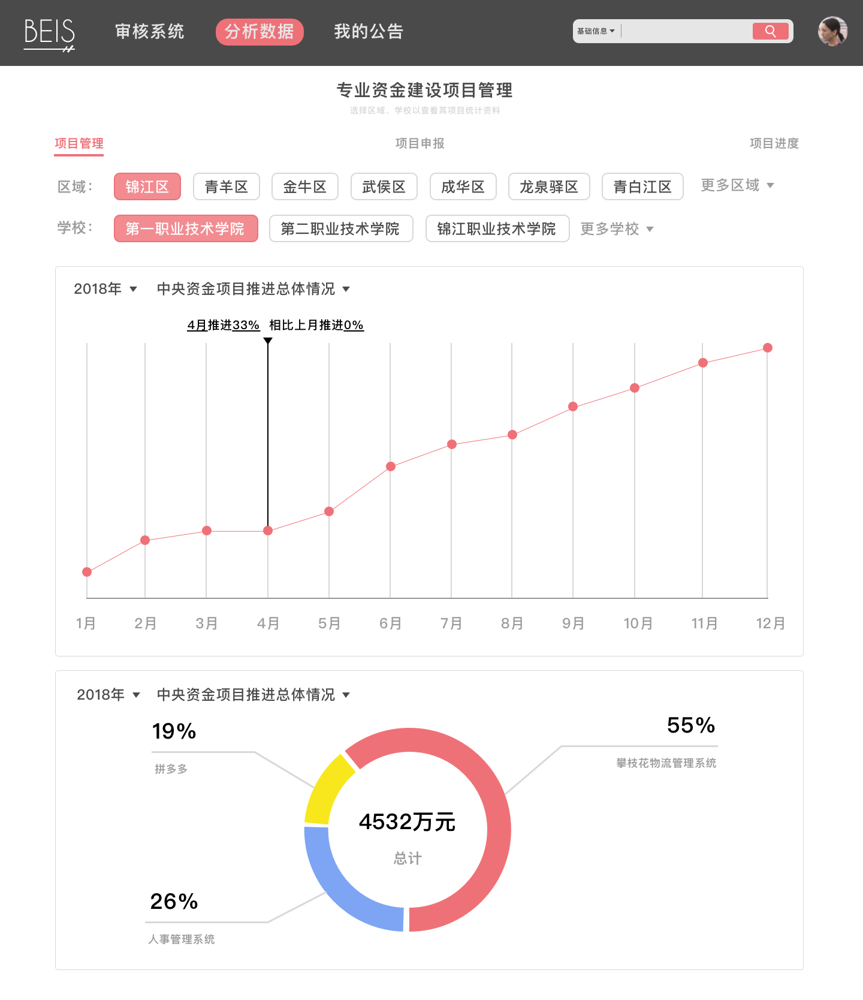 BEIS 审核系统 分析数据 我的公告 基础信息
专业资金建设项目管理
选择区域、学校以查看其项目统计资料
项目管理 项目申报 项目进度
区域： 锦江区 青羊区 金牛区 武侯区 成华区 龙泉驿区 青白江区 更多区域
学校： 第一职业技术学院 第二职业技术学院 锦江职业技术学院 更多学校
2018年 中央资金项目推进总体情况
4月推进33% 相比上月推进0%
1月 2月 3月 4月 5月 6月 7月 8月 9月 10月 11月 12月
2018年 中央资金项目推进总体情况
19%
拼多多
55%
攀枝花物流管理系统
4532万元
总计
26%
人事管理系统